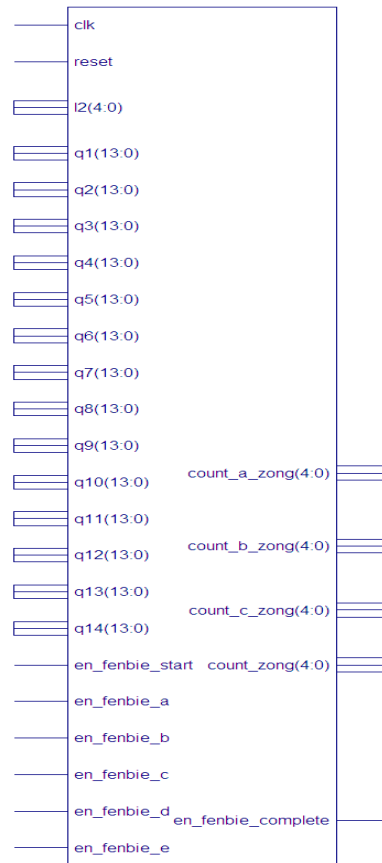 clk
reset
l2(4:0)
q1(13:0)
q2(13:0)
q3(13:0)
q4(13:0)
q5(13:0)
q6(13:0)
q7(13:0)
q8(13:0)
q9(13:0)
count_a_zong(4:0)
q10(13:0)
q11(13:0)
count_b_zong(4:0)
q12(13:0)
q13(13:0)
count_c_zong(4:0)
q14(13:0)
en_fenbie_start count_zong(4:0)
en_fenbie_a
en_fenbie_b
en_fenbie_c
en_fenbie_d en_fenbie_complete
en_fenbie_e